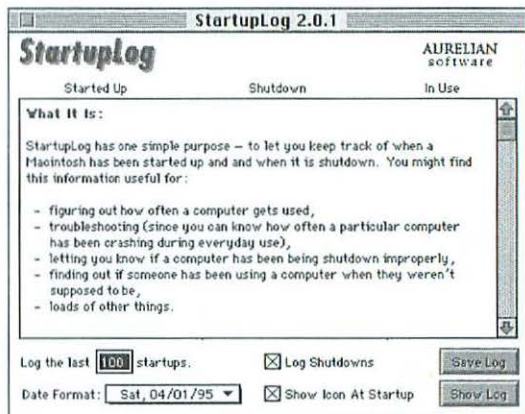 StartupLog 2.0.1
StartupLog
AURELIAN
software
Started Up Shutdown In Use
What It Is:
StartupLog has one simple purpose – to let you keep track of when a
Macintosh has been started up and and when it is shutdown. You might find
this information useful for:
- figuring out how often a computer gets used,
- troubleshooting (since you can know how often a particular computer
has been crashing during everyday use),
- letting you know if a computer has been being shutdown improperly,
- finding out if someone has been using a computer when they weren't
supposed to be,
- loads of other things.
Log the last 100 startups.
Log Shutdowns
Save Log
Date Format: Sat, 04/01/95
Show Icon At Startup
Show Log